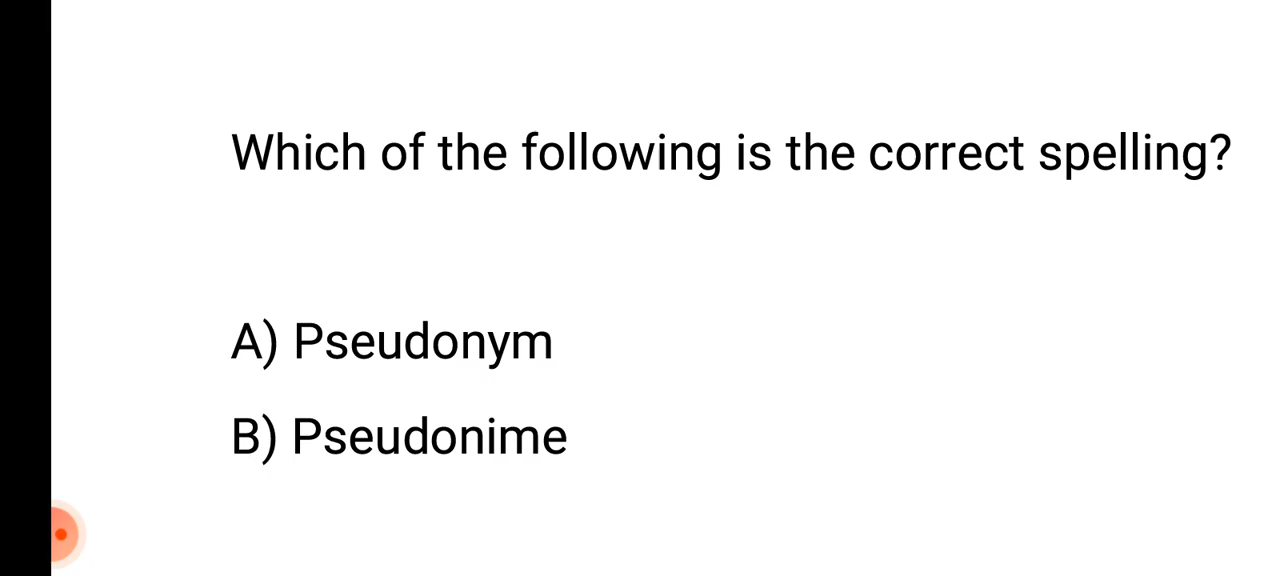 Which of the following is the correct spelling?
A) Pseudonym
B) Pseudonime